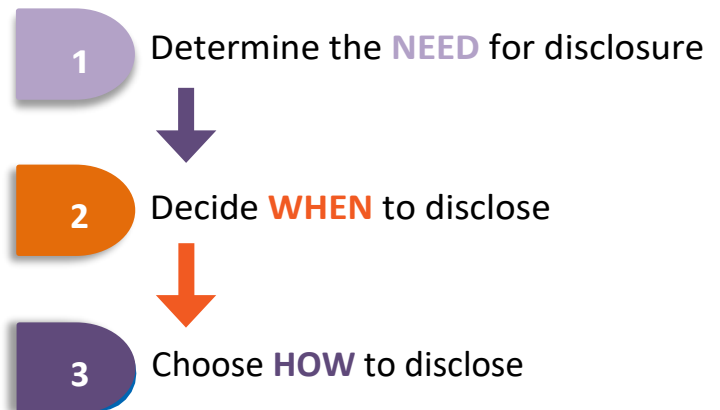 1 Determine the NEED for disclosure
2 Decide WHEN to disclose
3 Choose HOW to disclose